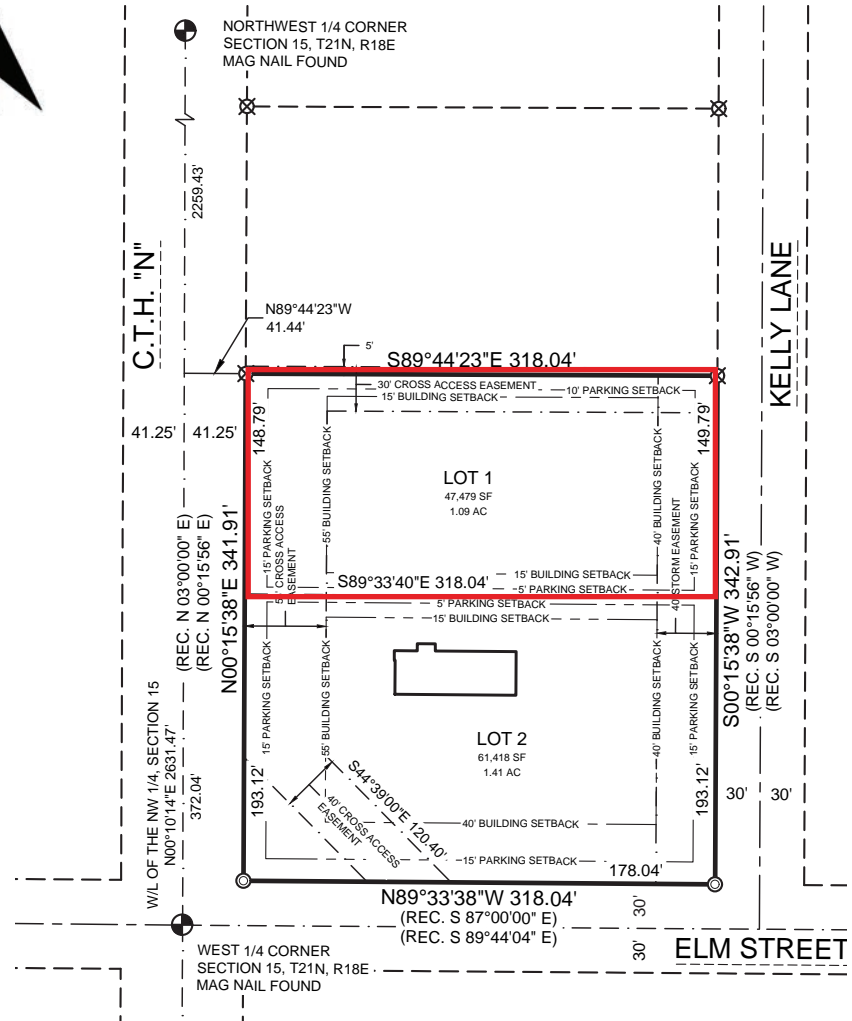 NORTHWEST 1/4 CORNER
SECTION 15, T21N, R18E
MAG NAIL FOUND
2259.43'
C.T.H. "N"
KELLY LANE
N89°44'23"W
41.44'
5'
S89°44'23"E 318.04'
30' CROSS ACCESS EASEMENT
10' PARKING SETBACK
15' BUILDING SETBACK
41.25'
41.25'
148.79'
149.79'
LOT 1
47,479 SF
1.09 AC
15' PARKING SETBACK
55' CROSS ACCESS
EASEMENT
55' BUILDING SETBACK
40' BUILDING SETBACK
40' STORM EASEMENT
15' PARKING SETBACK
15' BUILDING SETBACK
S89°33'40"E 318.04'
5' PARKING SETBACK
5' PARKING SETBACK
15' BUILDING SETBACK
(REC. N 03°00'00" E)
(REC. N 00°15'56" E)
N00°15'38"E 341.91'
S00°15'38"W 342.91'
(REC. S 00°15'56" W)
(REC. S 03°00'00" W)
15' PARKING SETBACK
55' BUILDING SETBACK
40' BUILDING SETBACK
15' PARKING SETBACK
LOT 2
61,418 SF
1.41 AC
W/L OF THE NW 1/4, SECTION 15
N00°10'14"E 2631.47'
372.04'
193.12'
193.12'
30'
30'
S44°39'00"E 120.40'
40' CROSS ACCESS
EASEMENT
40' BUILDING SETBACK
15' PARKING SETBACK
178.04'
N89°33'38"W 318.04'
(REC. S 87°00'00" E)
(REC. S 89°44'04" E)
30'
30'
ELM STREET
WEST 1/4 CORNER
SECTION 15, T21N, R18E
MAG NAIL FOUND